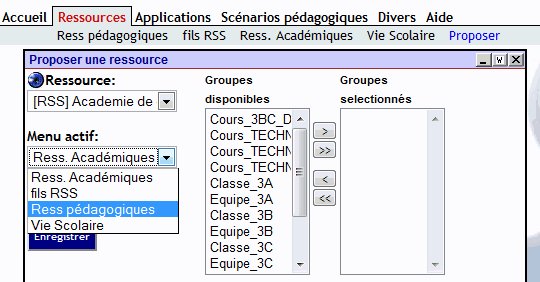 Accueil Ressources Applications Scénarios pédagogiques Divers Aide
Ress pédagogiques fils RSS Ress. Académiques Vie Scolaire Proposer
Proposer une ressource
Ressource:
[RSS] Academie de
Menu actif:
Ress. Académiques
Ress. Académiques
fils RSS
Ress pédagogiques
Vie Scolaire
Enregistrer
Groupes
disponibles
Cours_3BC_D
Cours_TECHN
Cours_TECHN
Cours_TECHN
Classe_3A
Equipe_3A
Classe_3B
Equipe_3B
Classe_3C
Equipe_3C
>
>>
<
<<
Groupes
selectionnés